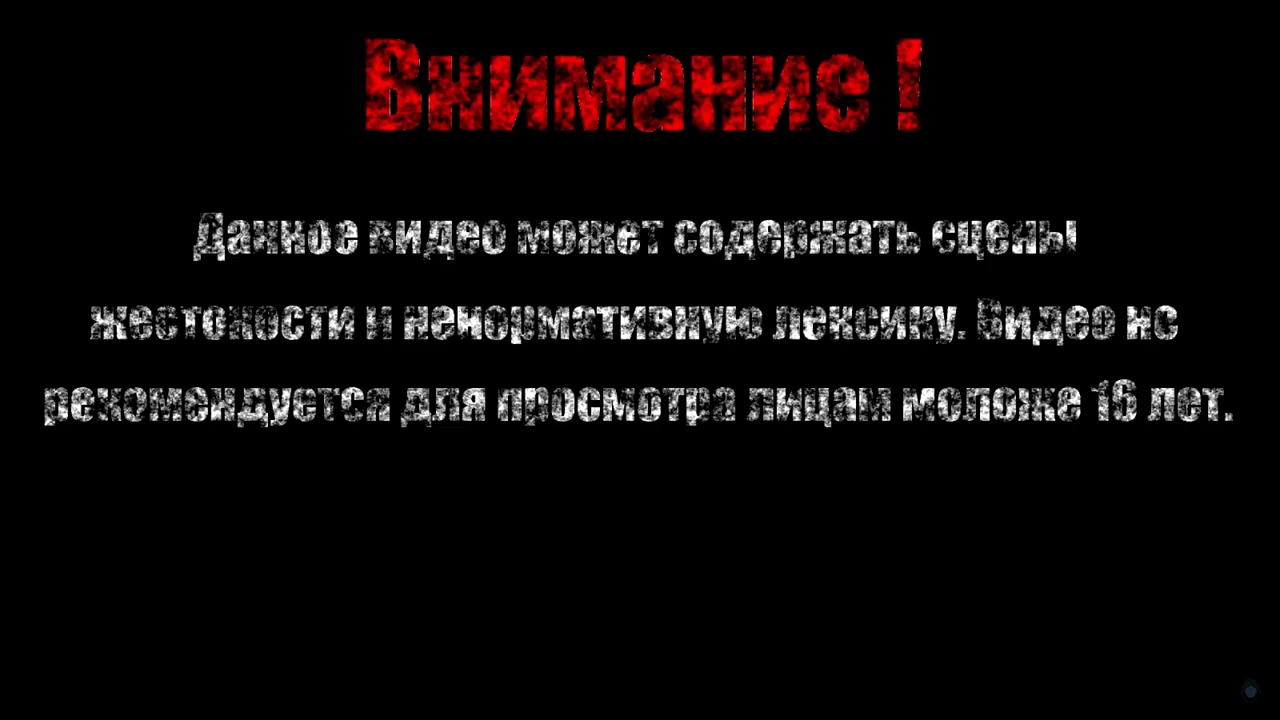 Внимание !
Данное видео может содержать сцены
жестокости и ненормативную лексику. Видео не
рекомендуется для просмотра лицам моложе 16 лет.